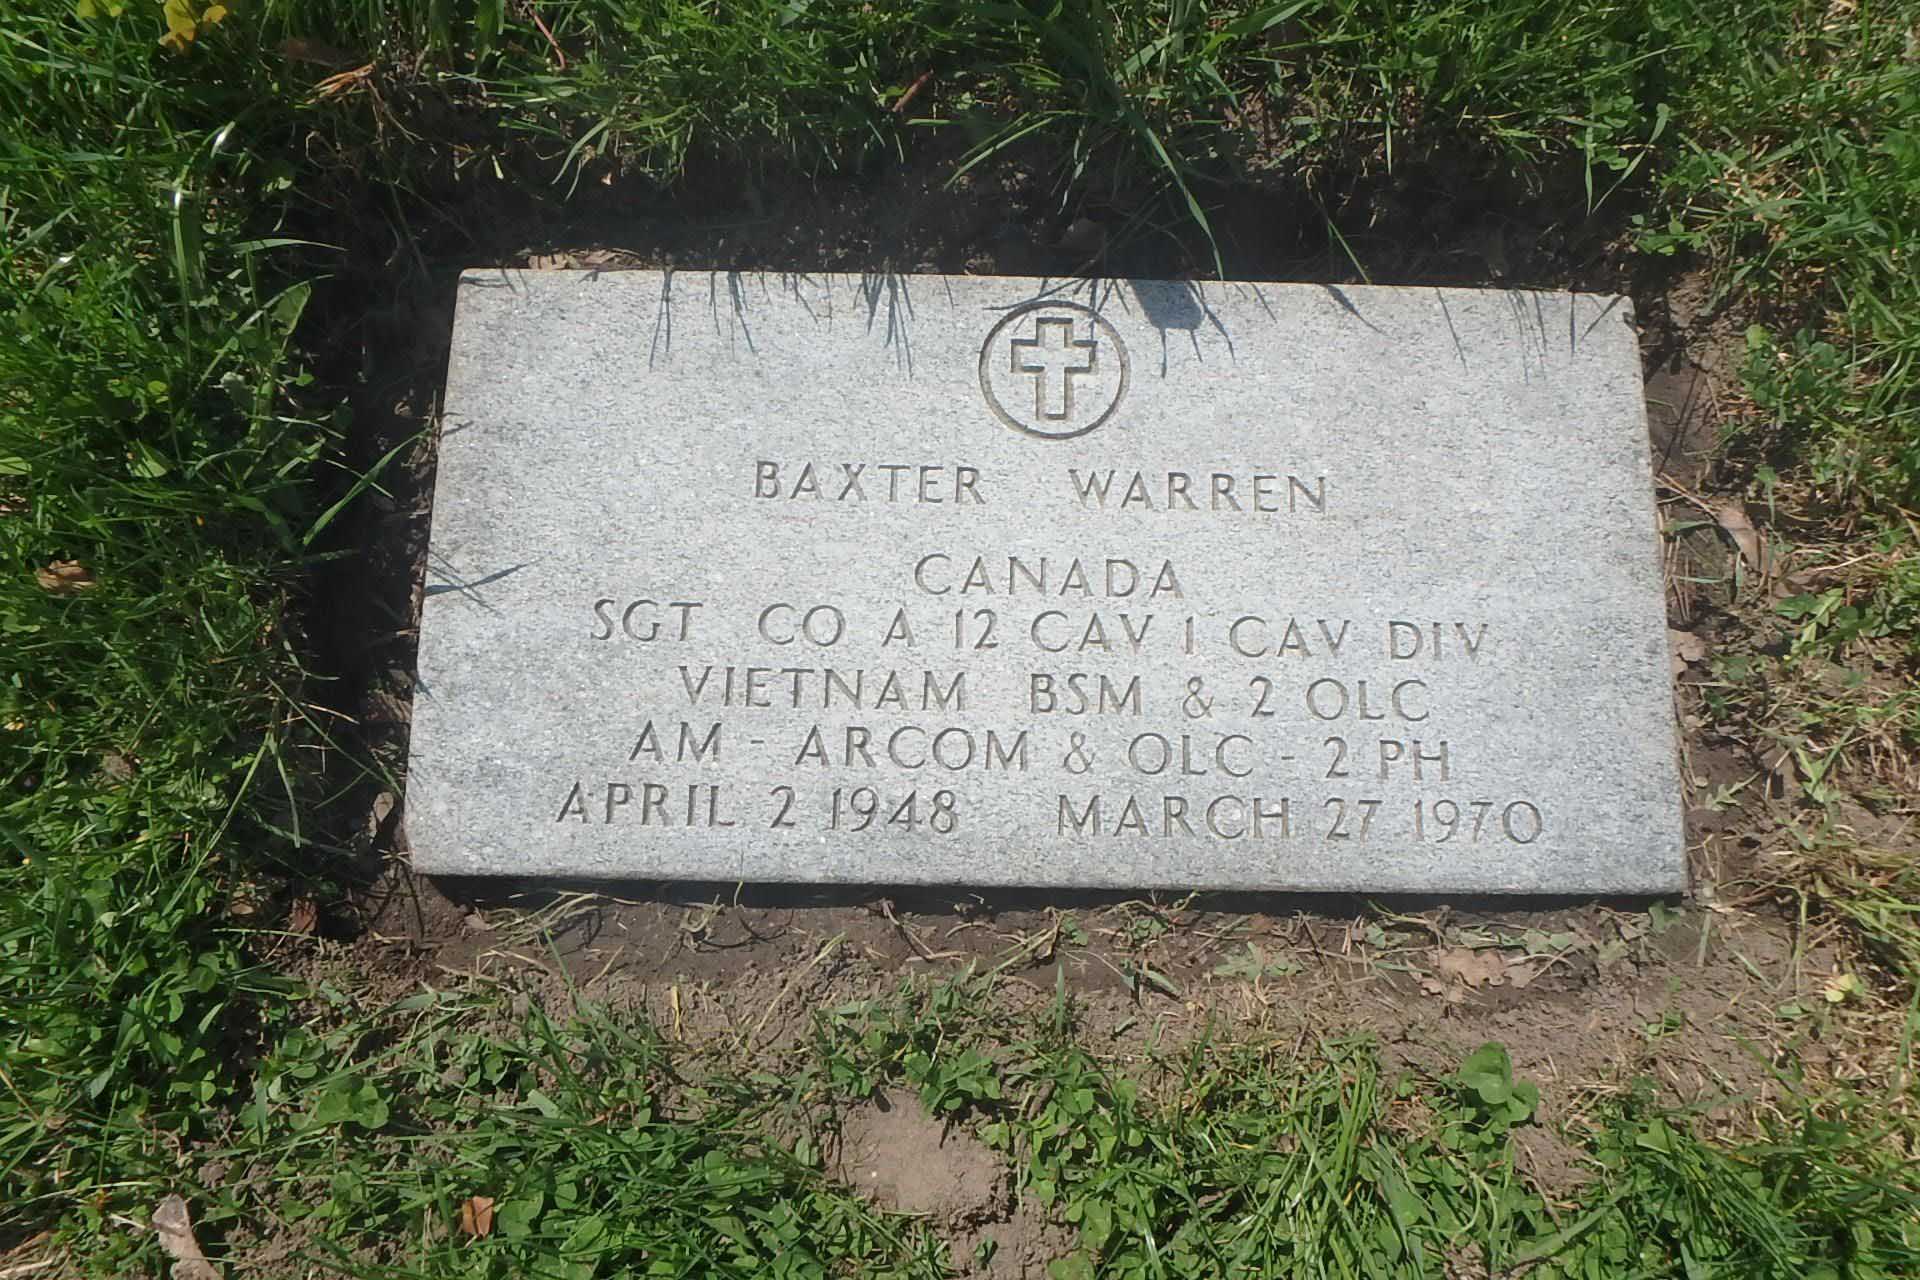 BAXTER WARREN
CANADA
SGT CO A 12 CAV 1 CAV DIV
VIETNAM BSM & 2 OLC
AM - ARCOM & OLC - 2 PH
APRIL 2 1948 MARCH 27 1970